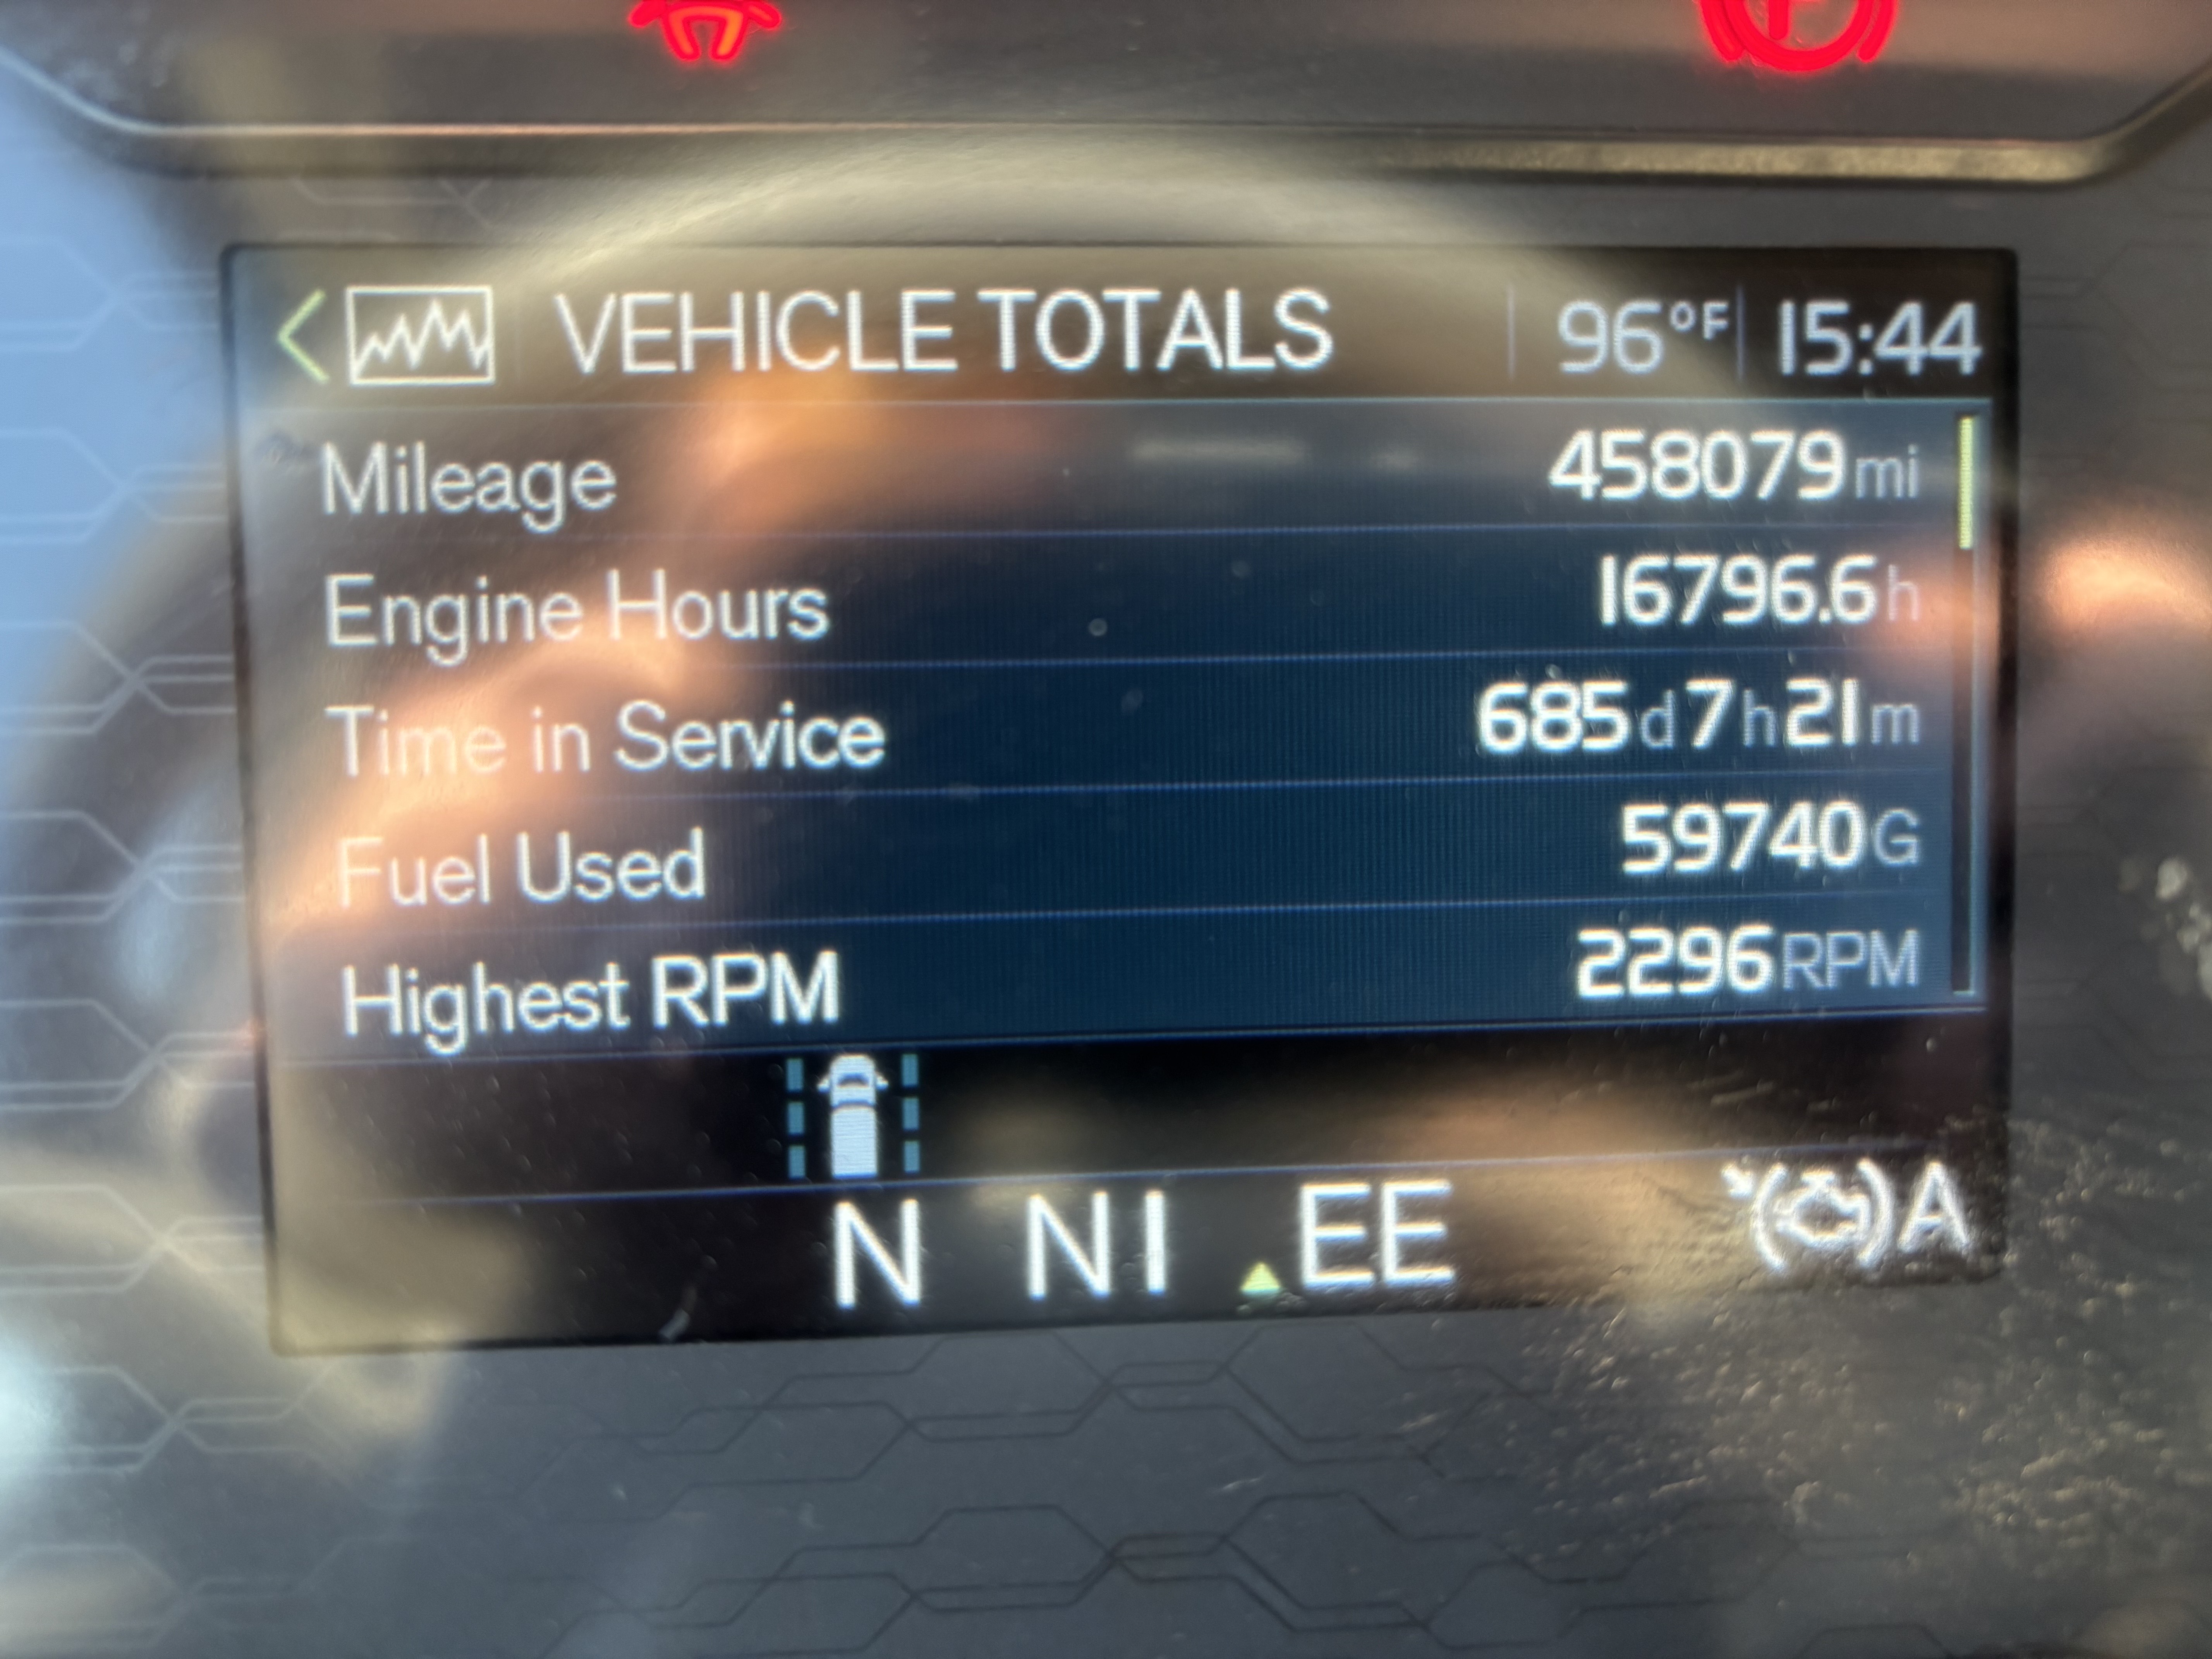 VEHICLE TOTALS 96°F 15:44
Mileage 458079 mi
Engine Hours 16796.6 h
Time in Service 685 d 7 h 21 m
Fuel Used 59740 G
Highest RPM 2296 RPM
N N1 EE A